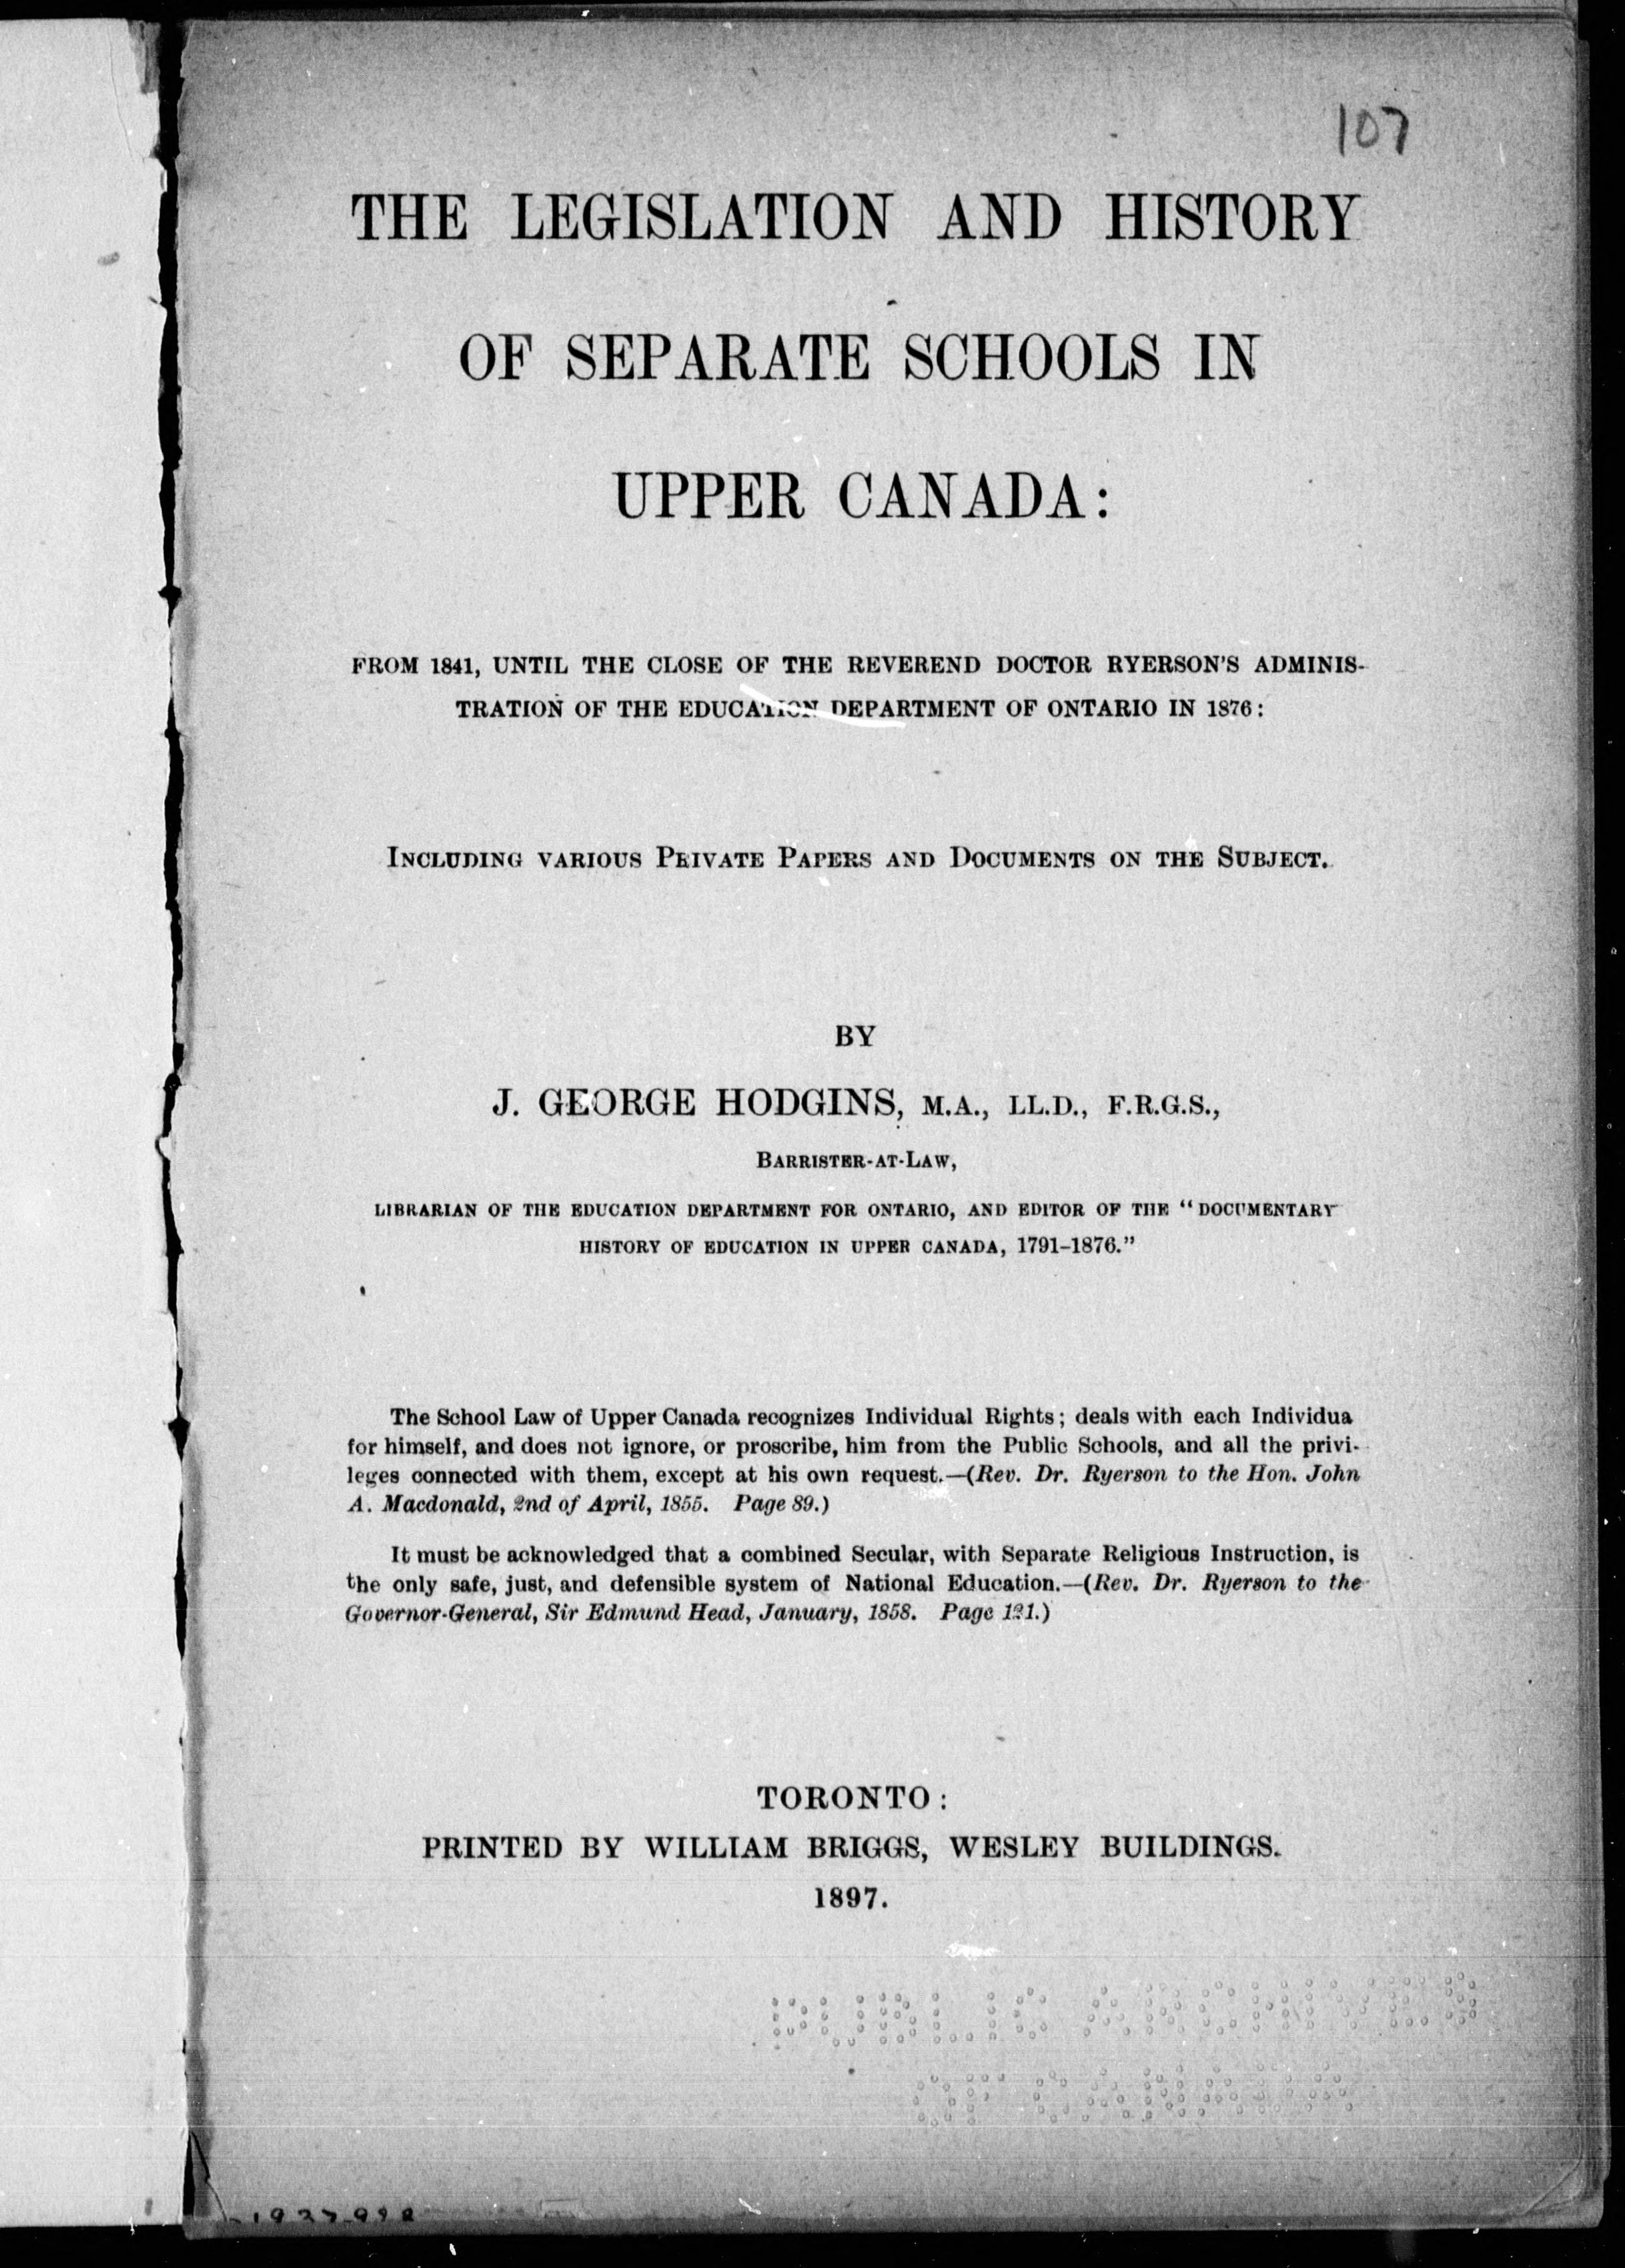 107
THE LEGISLATION AND HISTORY
OF SEPARATE SCHOOLS IN
UPPER CANADA:
FROM 1841, UNTIL THE CLOSE OF THE REVEREND DOCTOR RYERSON'S ADMINIS-
TRATION OF THE EDUCATION DEPARTMENT OF ONTARIO IN 1876:
INCLUDING VARIOUS PRIVATE PAPERS AND DOCUMENTS ON THE SUBJECT.
BY
J. GEORGE HODGINS, M.A., LL.D., F.R.G.S.,
BARRISTER-AT-LAW,
LIBRARIAN OF THE EDUCATION DEPARTMENT FOR ONTARIO, AND EDITOR OF THE "DOCUMENTARY
HISTORY OF EDUCATION IN UPPER CANADA, 1791-1876."
The School Law of Upper Canada recognizes Individual Rights; deals with each Individua
for himself, and does not ignore, or proscribe, him from the Public Schools, and all the privi-
leges connected with them, except at his own request.—(Rev. Dr. Ryerson to the Hon. John
A. Macdonald, 2nd of April, 1855. Page 89.)
It must be acknowledged that a combined Secular, with Separate Religious Instruction, is
the only safe, just, and defensible system of National Education.—(Rev. Dr. Ryerson to the
Governor-General, Sir Edmund Head, January, 1858. Page 121.)
TORONTO:
PRINTED BY WILLIAM BRIGGS, WESLEY BUILDINGS.
1897.
PUBLIC ARCHIVES
OF CANADA